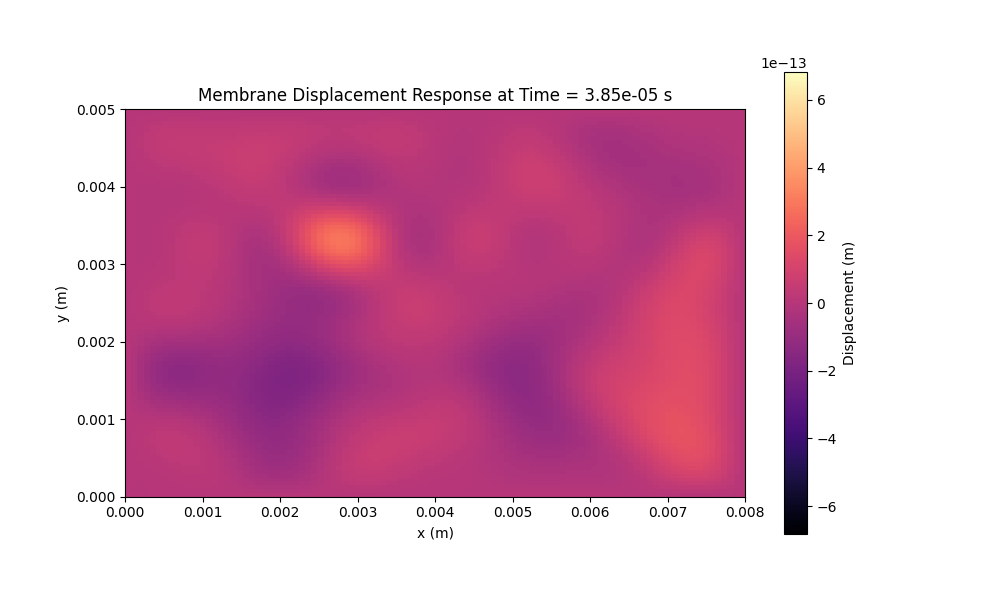 1e−13
Membrane Displacement Response at Time = 3.85e-05 s
0.005
0.004
0.003
0.002
0.001
0.000
y (m)
0.000 0.001 0.002 0.003 0.004 0.005 0.006 0.007 0.008
x (m)
6
4
2
0
−2
−4
−6
Displacement (m)